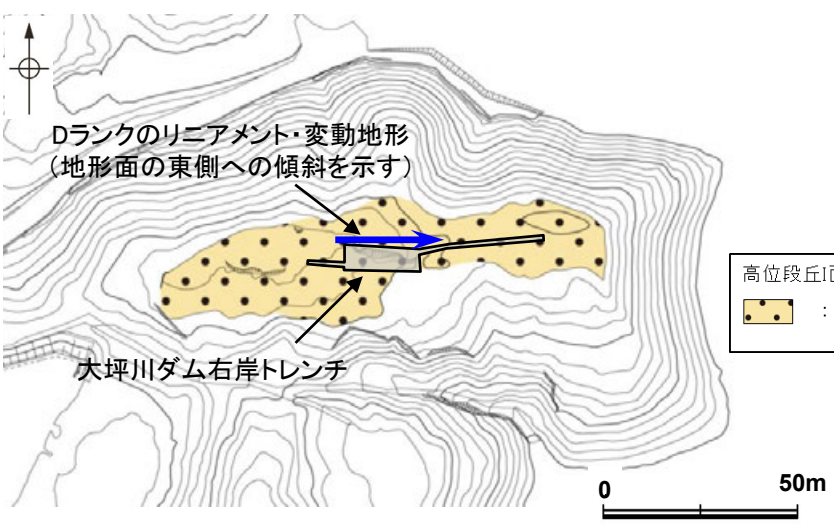 Dランクのリニアメント・変動地形
(地形面の東側への傾斜を示す)
高位段丘I面
:
大坪川ダム右岸トレンチ
0 50m